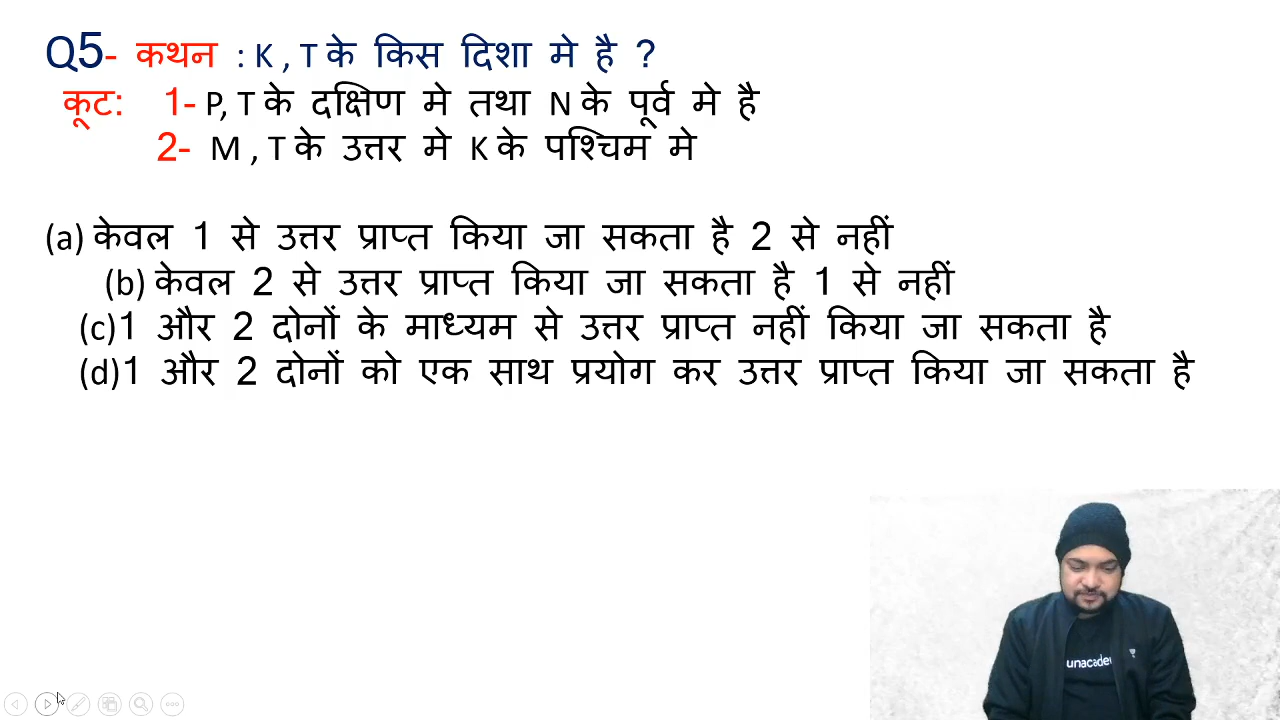 Q5- कथन : K , T के किस दिशा मे है ?
कूट: 1- P, T के दक्षिण मे तथा N के पूर्व मे है
2- M , T के उत्तर मे K के पश्चिम मे
(a) केवल 1 से उत्तर प्राप्त किया जा सकता है 2 से नहीं
(b) केवल 2 से उत्तर प्राप्त किया जा सकता है 1 से नहीं
(c)1 और 2 दोनों के माध्यम से उत्तर प्राप्त नहीं किया जा सकता है
(d)1 और 2 दोनों को एक साथ प्रयोग कर उत्तर प्राप्त किया जा सकता है
unacade